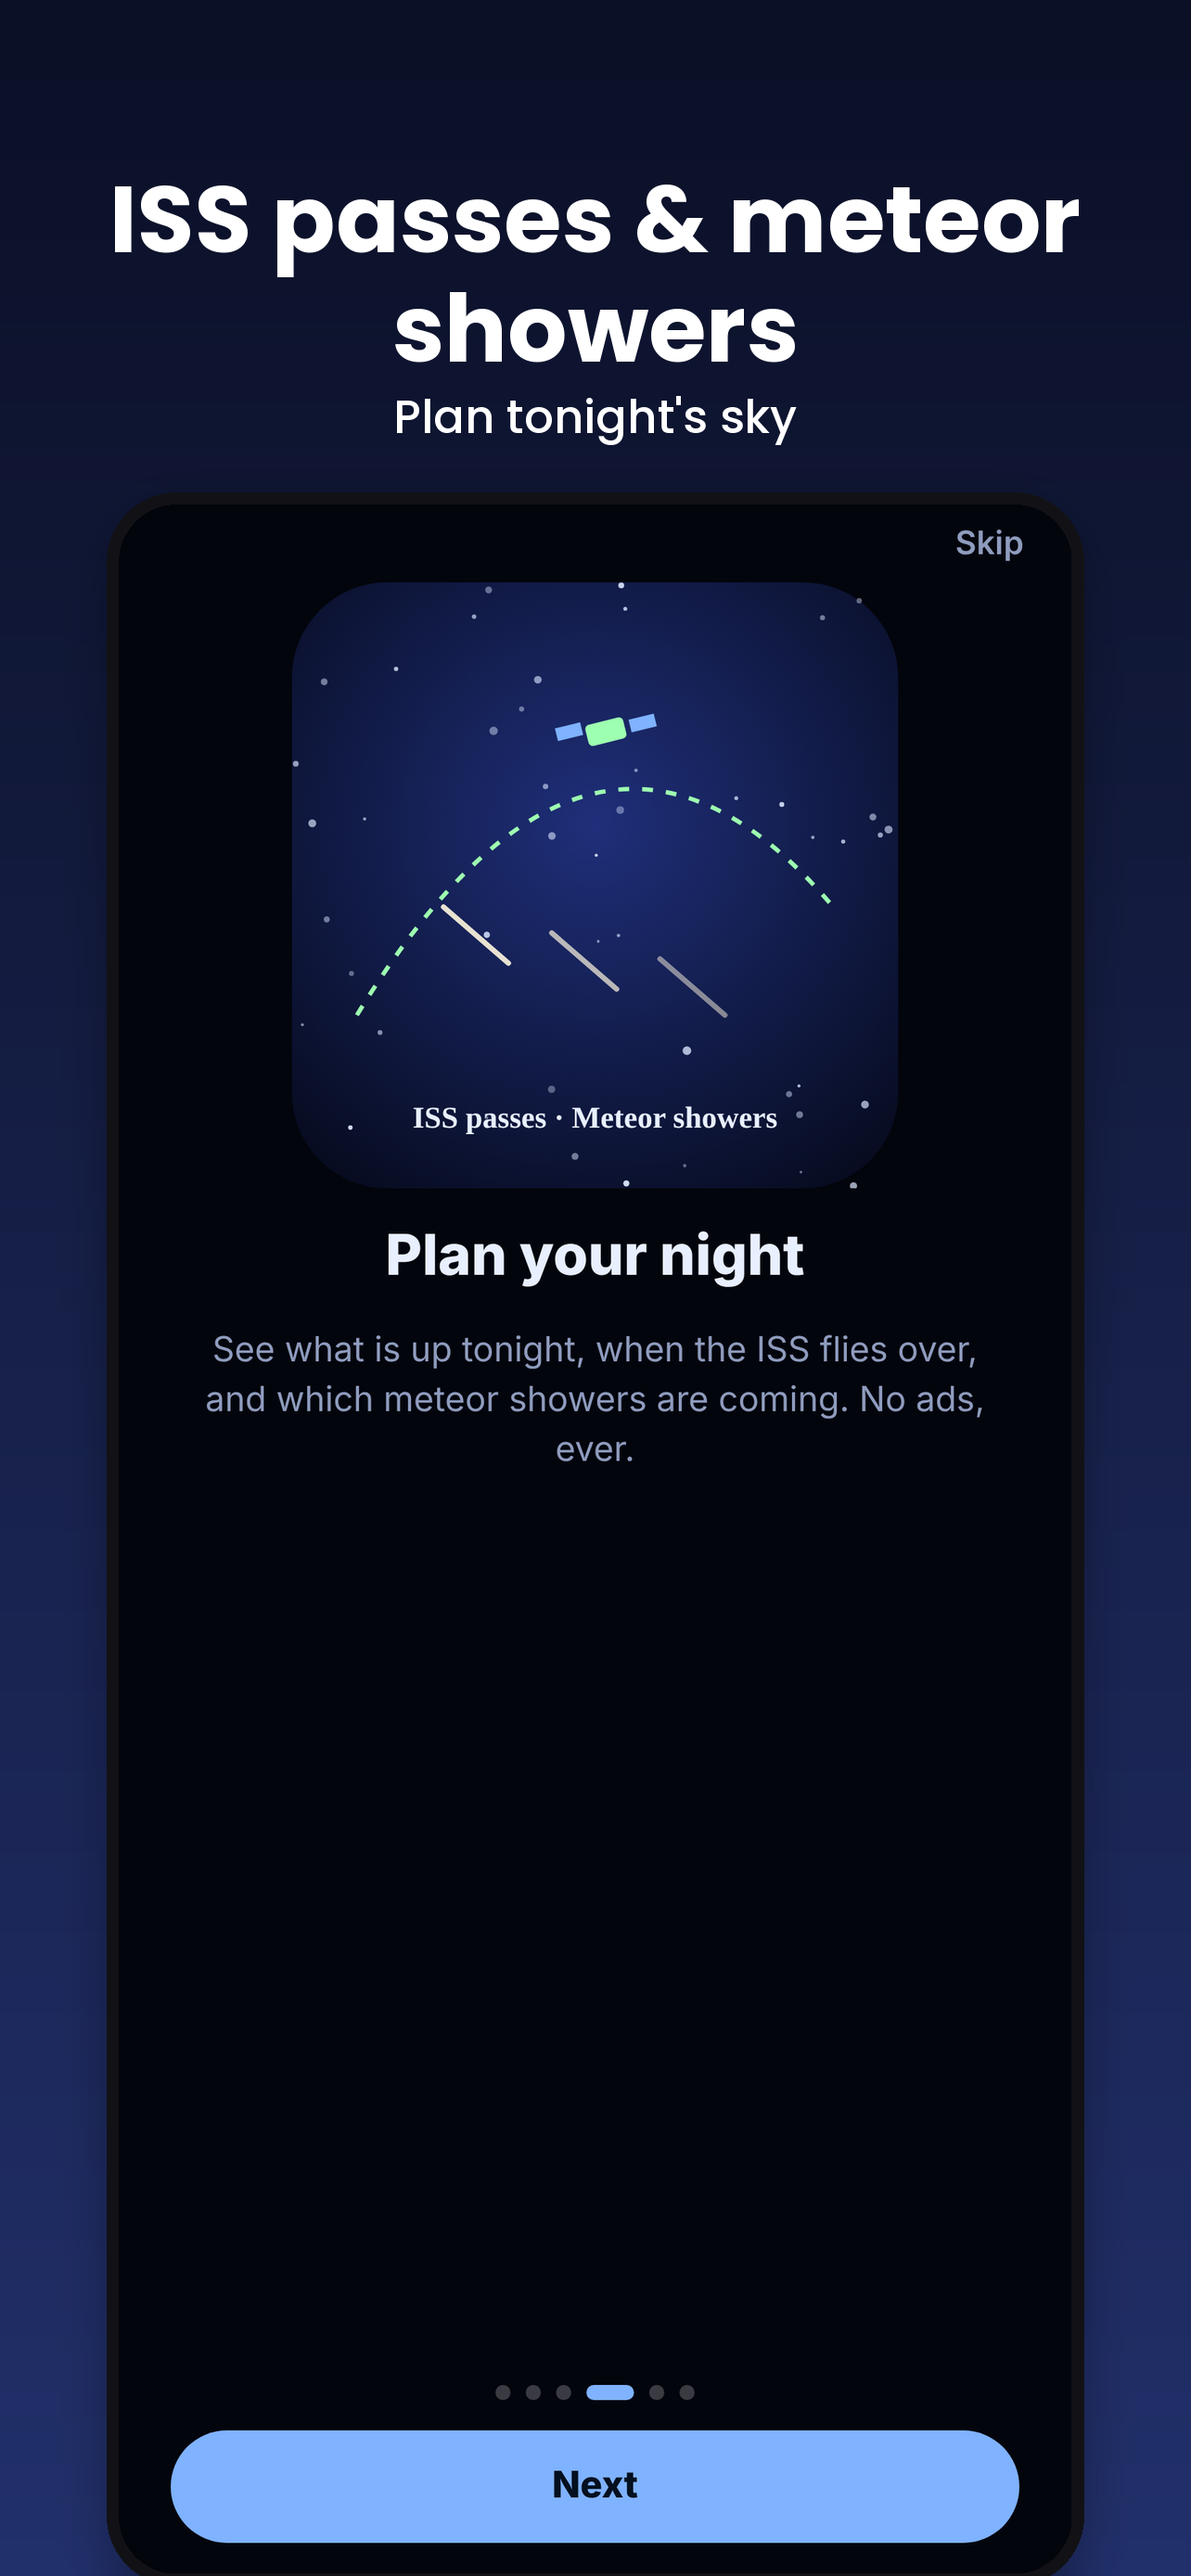 ISS passes & meteor
showers
Plan tonight's sky
Skip
ISS passes · Meteor showers
Plan your night
See what is up tonight, when the ISS flies over,
and which meteor showers are coming. No ads,
ever.
Next